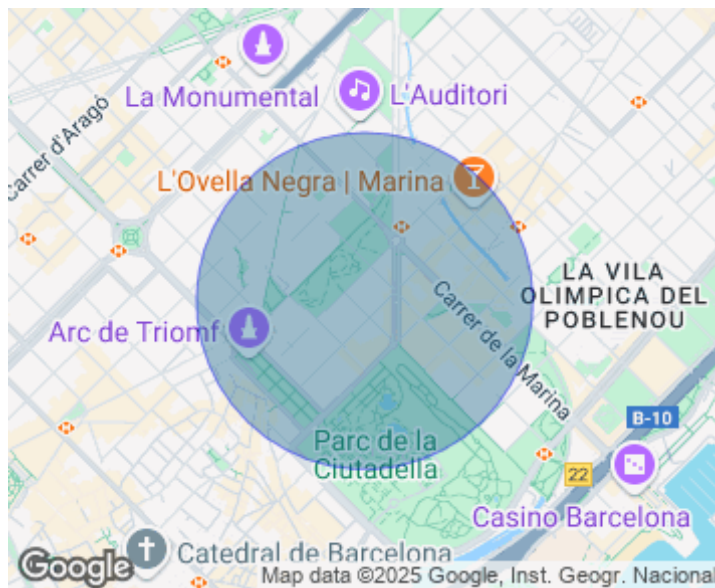 La Monumental
L'Auditori
Carrer d'Aragó
L'Ovella Negra | Marina
LA VILA
OLIMPICA DEL
POBLENOU
Carrer de la Marina
Arc de Triomf
B-10
Parc de la
Ciutadella
22
Casino Barcelona
Catedral de Barcelona
Google
Map data ©2025 Google, Inst. Geogr. Nacional